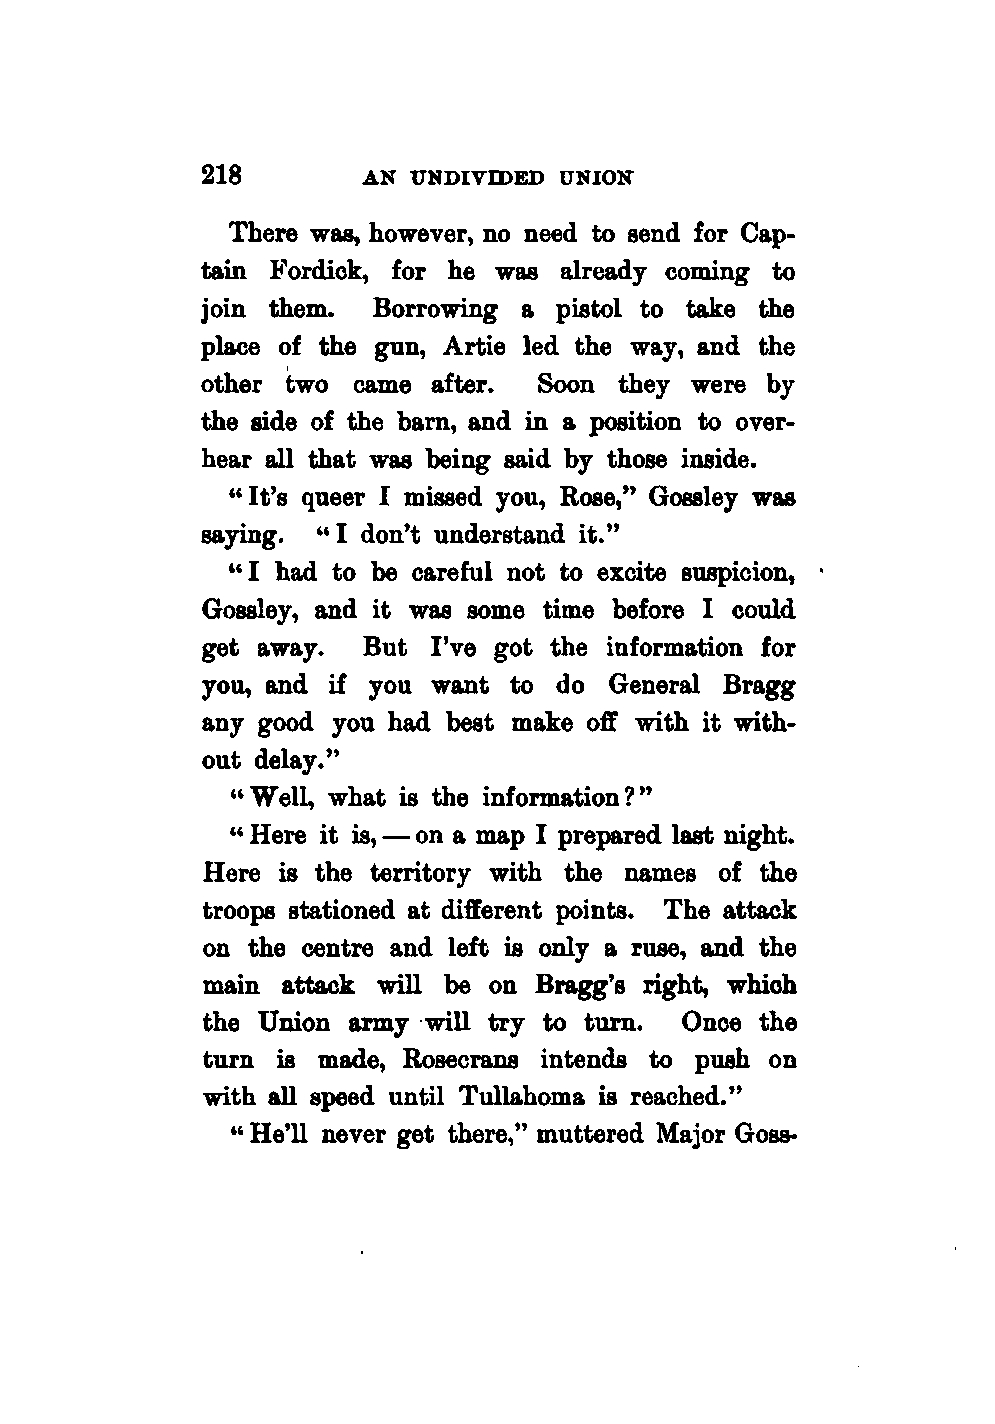 218 AN UNDIVIDED UNION
There was, however, no need to send for Cap-
tain Fordick, for he was already coming to
join them. Borrowing a pistol to take the
place of the gun, Artie led the way, and the
other two came after. Soon they were by
the side of the barn, and in a position to over-
hear all that was being said by those inside.
"It's queer I missed you, Rose," Gossley was
saying. "I don't understand it."
"I had to be careful not to excite suspicion,
Gossley, and it was some time before I could
get away. But I've got the information for
you, and if you want to do General Bragg
any good you had best make off with it with-
out delay."
"Well, what is the information?"
"Here it is, — on a map I prepared last night.
Here is the territory with the names of the
troops stationed at different points. The attack
on the centre and left is only a ruse, and the
main attack will be on Bragg's right, which
the Union army will try to turn. Once the
turn is made, Rosecrans intends to push on
with all speed until Tullahoma is reached."
"He'll never get there," muttered Major Goss-